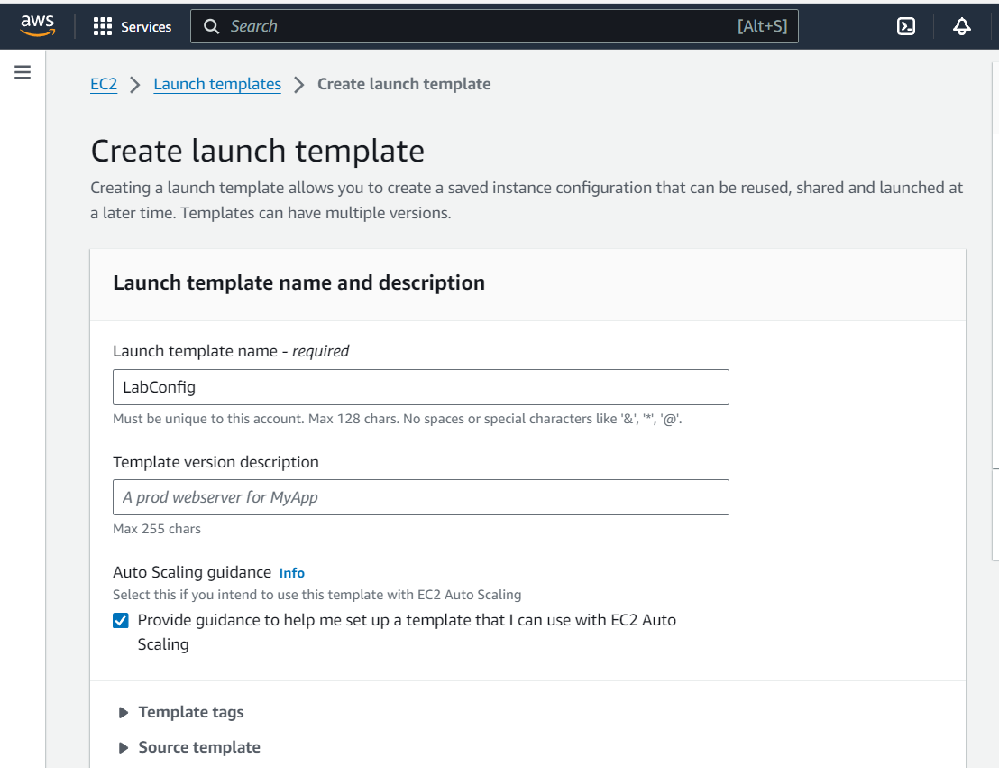 aws
Services
Search
[Alt+S]
EC2
Launch templates
Create launch template
Create launch template
Creating a launch template allows you to create a saved instance configuration that can be reused, shared and launched at
a later time. Templates can have multiple versions.
Launch template name and description
Launch template name - required
LabConfig
Must be unique to this account. Max 128 chars. No spaces or special characters like '&', '*', '@'.
Template version description
A prod webserver for MyApp
Max 255 chars
Auto Scaling guidance Info
Select this if you intend to use this template with EC2 Auto Scaling
Provide guidance to help me set up a template that I can use with EC2 Auto
Scaling
Template tags
Source template